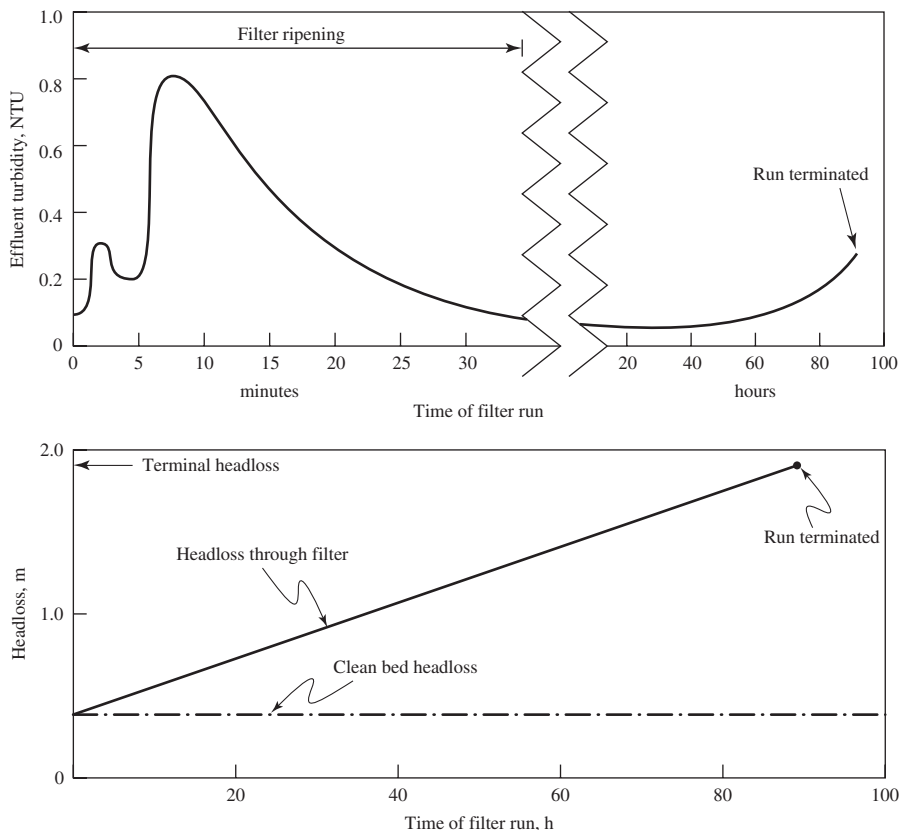 1.0
Filter ripening
0.8
0.6
Effluent turbidity, NTU
Run terminated
0.4
0.2
0
0 5 10 15 20 25 30 20 40 60 80 100
minutes hours
Time of filter run
2.0
Terminal headloss
Run terminated
Headloss through filter
1.0
Headloss, m
Clean bed headloss
0
20 40 60 80 100
Time of filter run, h